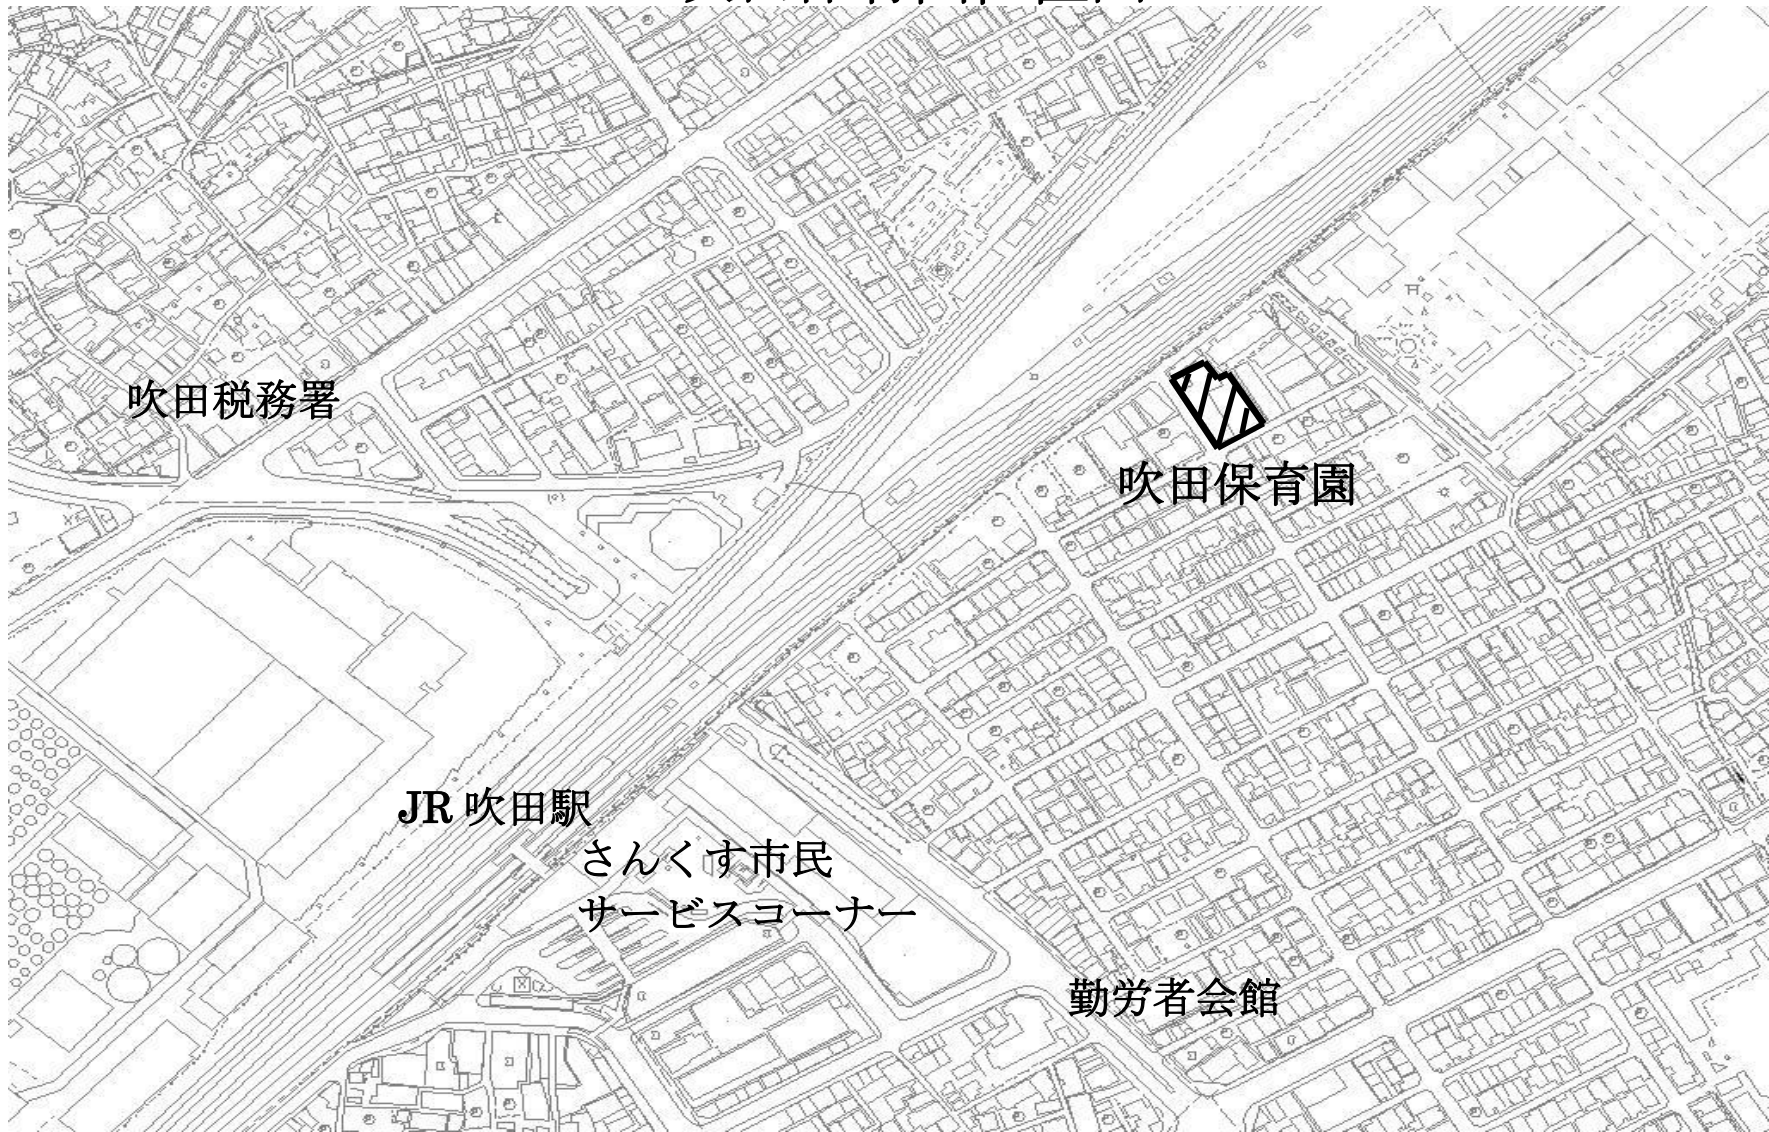 吹田税務署
吹田保育園
JR 吹田駅
さんくす市民
サービスコーナー
勤労者会館